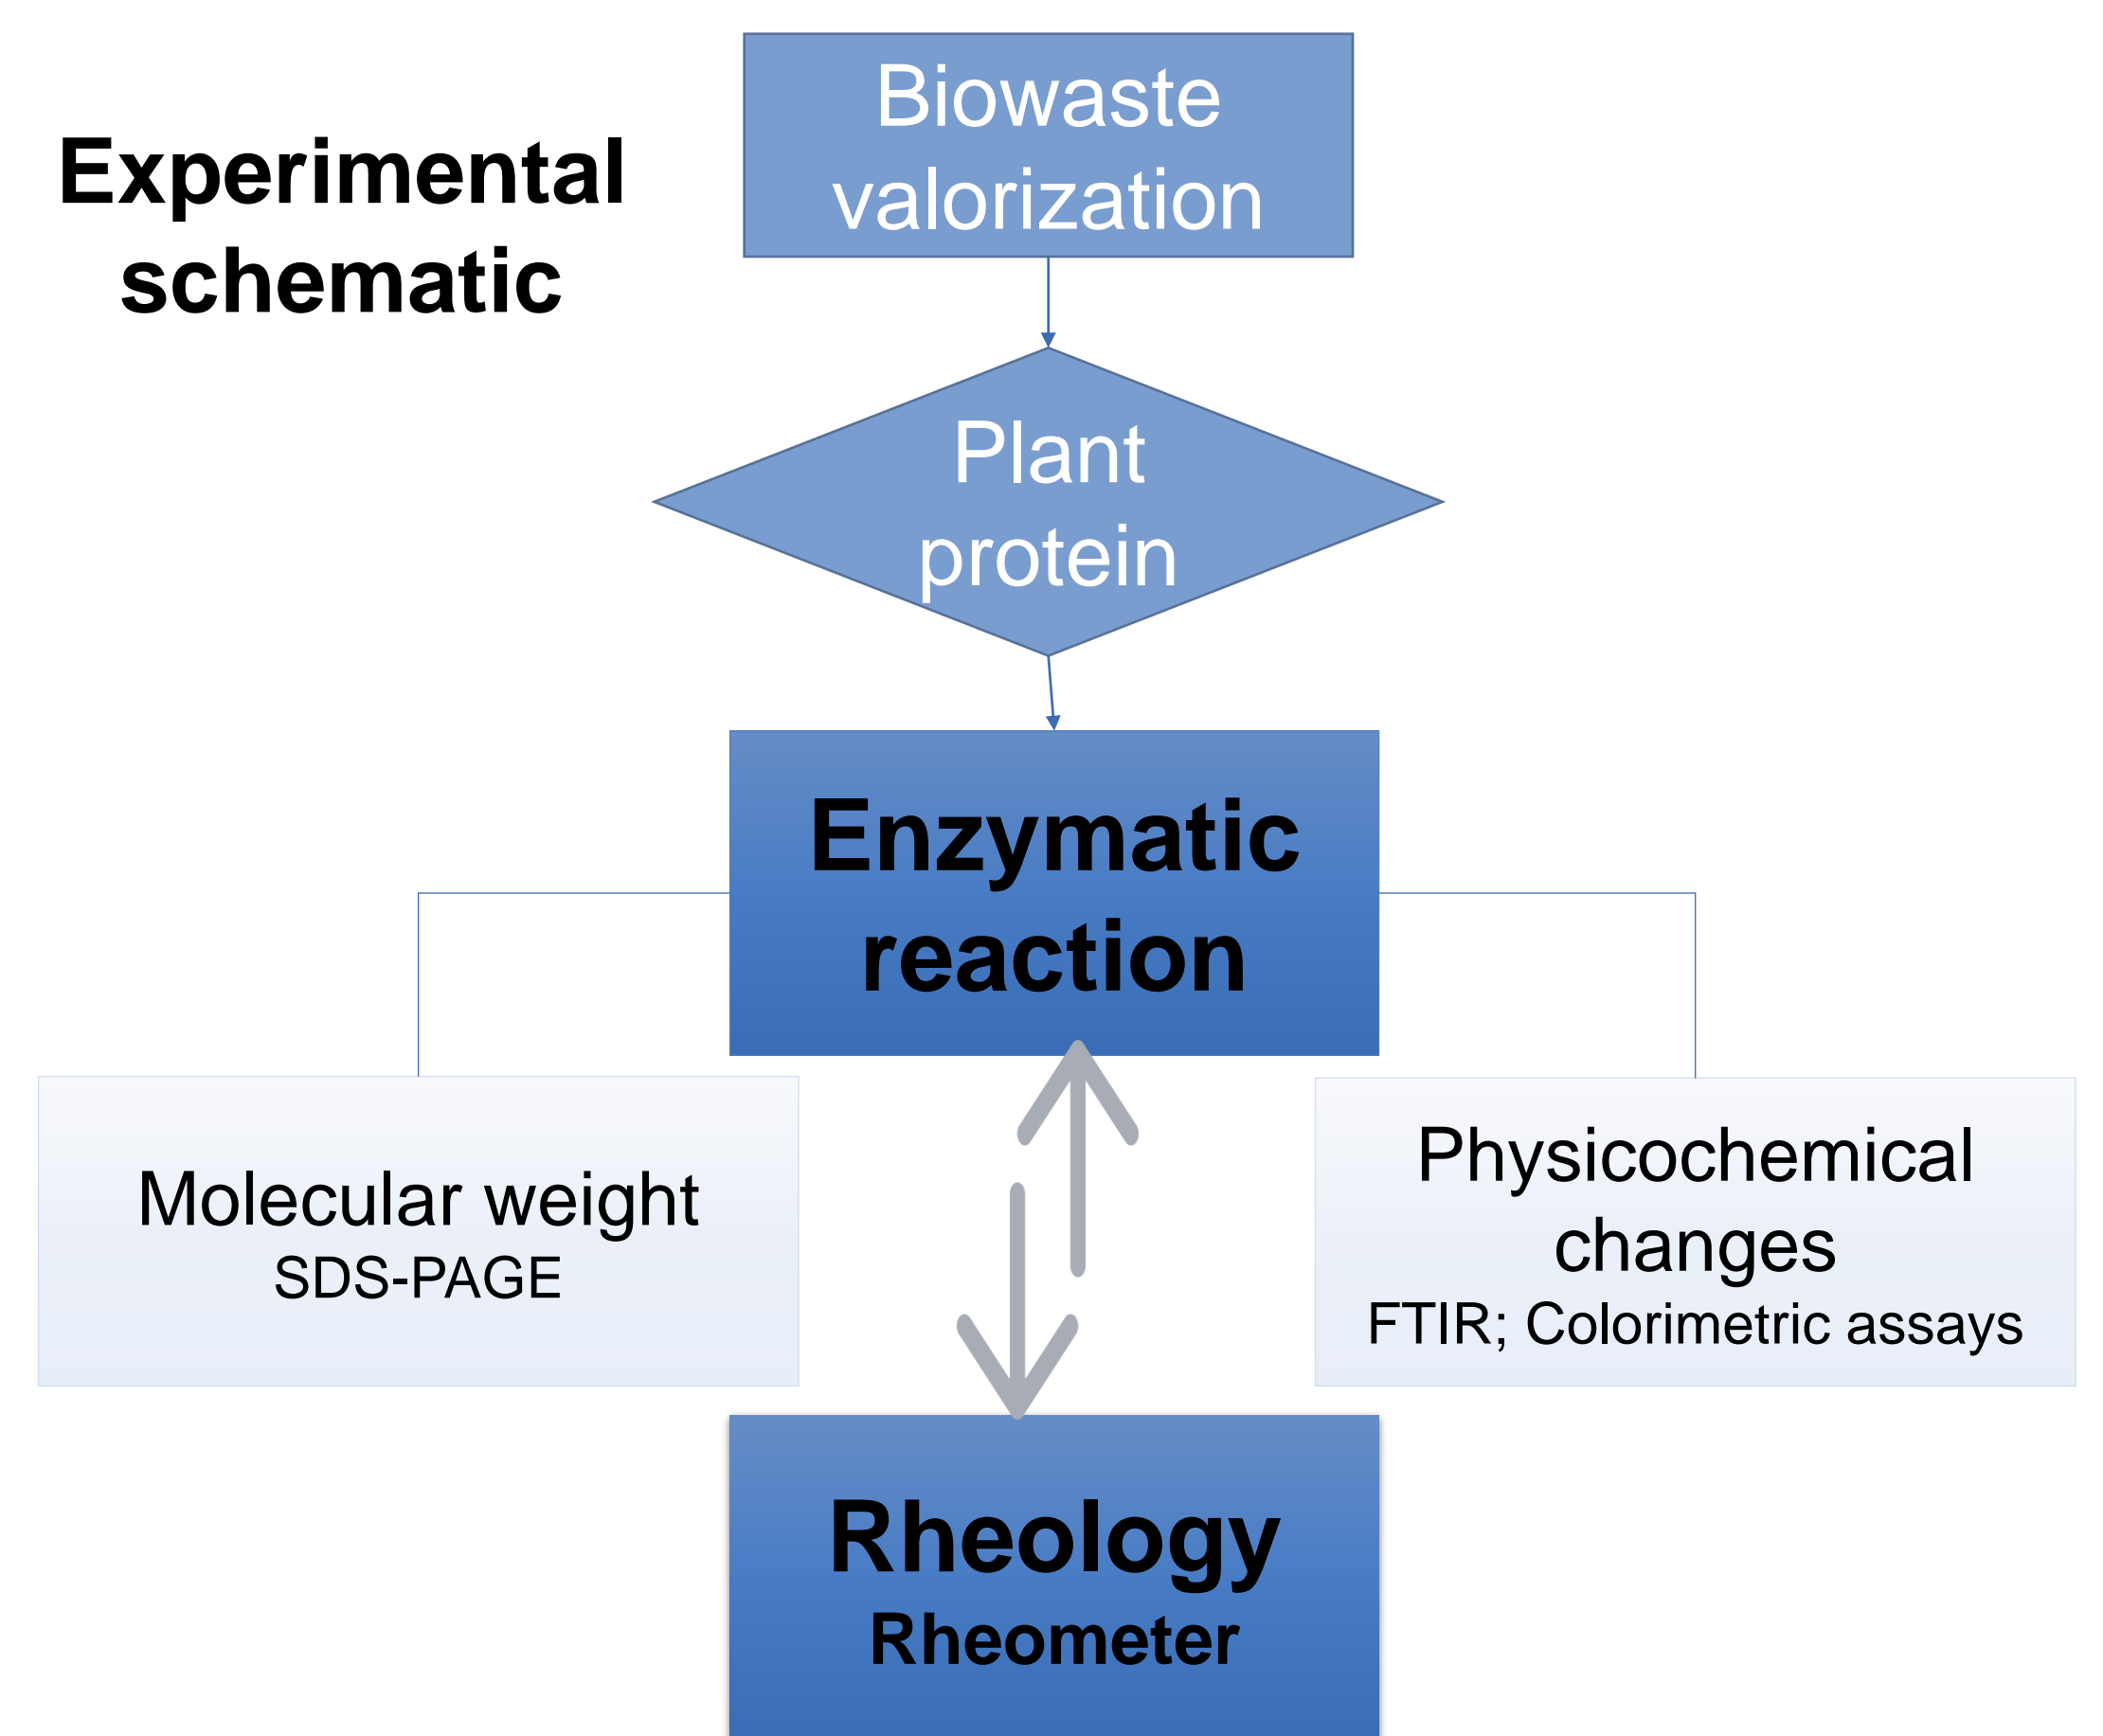 Experimental
schematic
Biowaste
valorization
Plant
protein
Enzymatic
reaction
Molecular weight
SDS-PAGE
Physicochemical
changes
FTIR; Colorimetric assays
Rheology
Rheometer